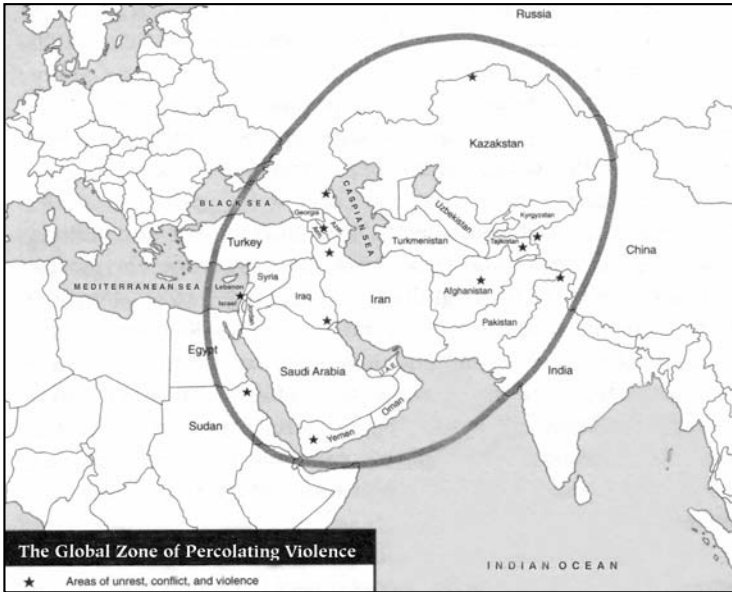 Russia
Kazakstan
BLACK SEA
CASPIAN SEA
Georgia
Azer.
Uzbekistan
Kyrgyzstan
Turkey
Turkmenistan
Tajikistan
China
MEDITERRANEAN SEA
Lebanon
Syria
Israel
Iraq
Iran
Afghanistan
Pakistan
Egypt
Saudi Arabia
U.A.E.
India
Sudan
Yemen
Oman
The Global Zone of Percolating Violence
Areas of unrest, conflict, and violence
INDIAN OCEAN